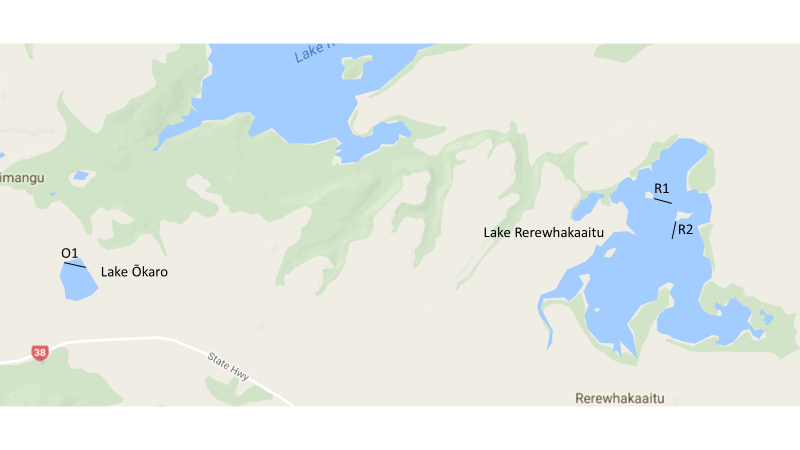 Lake
imangu
R1
R2
Lake Rerewhakaaitu
O1
Lake Ōkaro
38
State Hwy
Rerewhakaaitu